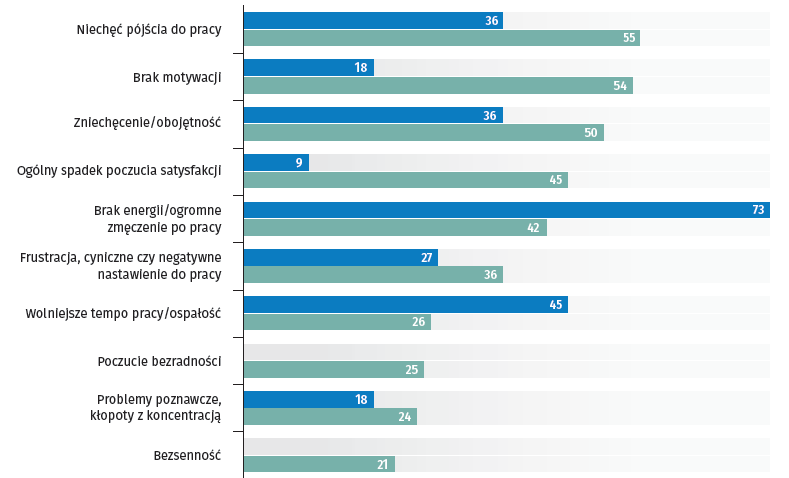 Niechęć pójścia do pracy
36
55
Brak motywacji
18
54
Zniechęcenie/obojętność
36
50
Ogólny spadek poczucia satysfakcji
9
45
Brak energii/ogromne
zmęczenie po pracy
73
42
Frustracja, cyniczne czy negatywne
nastawienie do pracy
27
36
Wolniejsze tempo pracy/ospałość
45
26
Poczucie bezradności
25
Problemy poznawcze,
kłopoty z koncentracją
18
24
Bezsenność
21